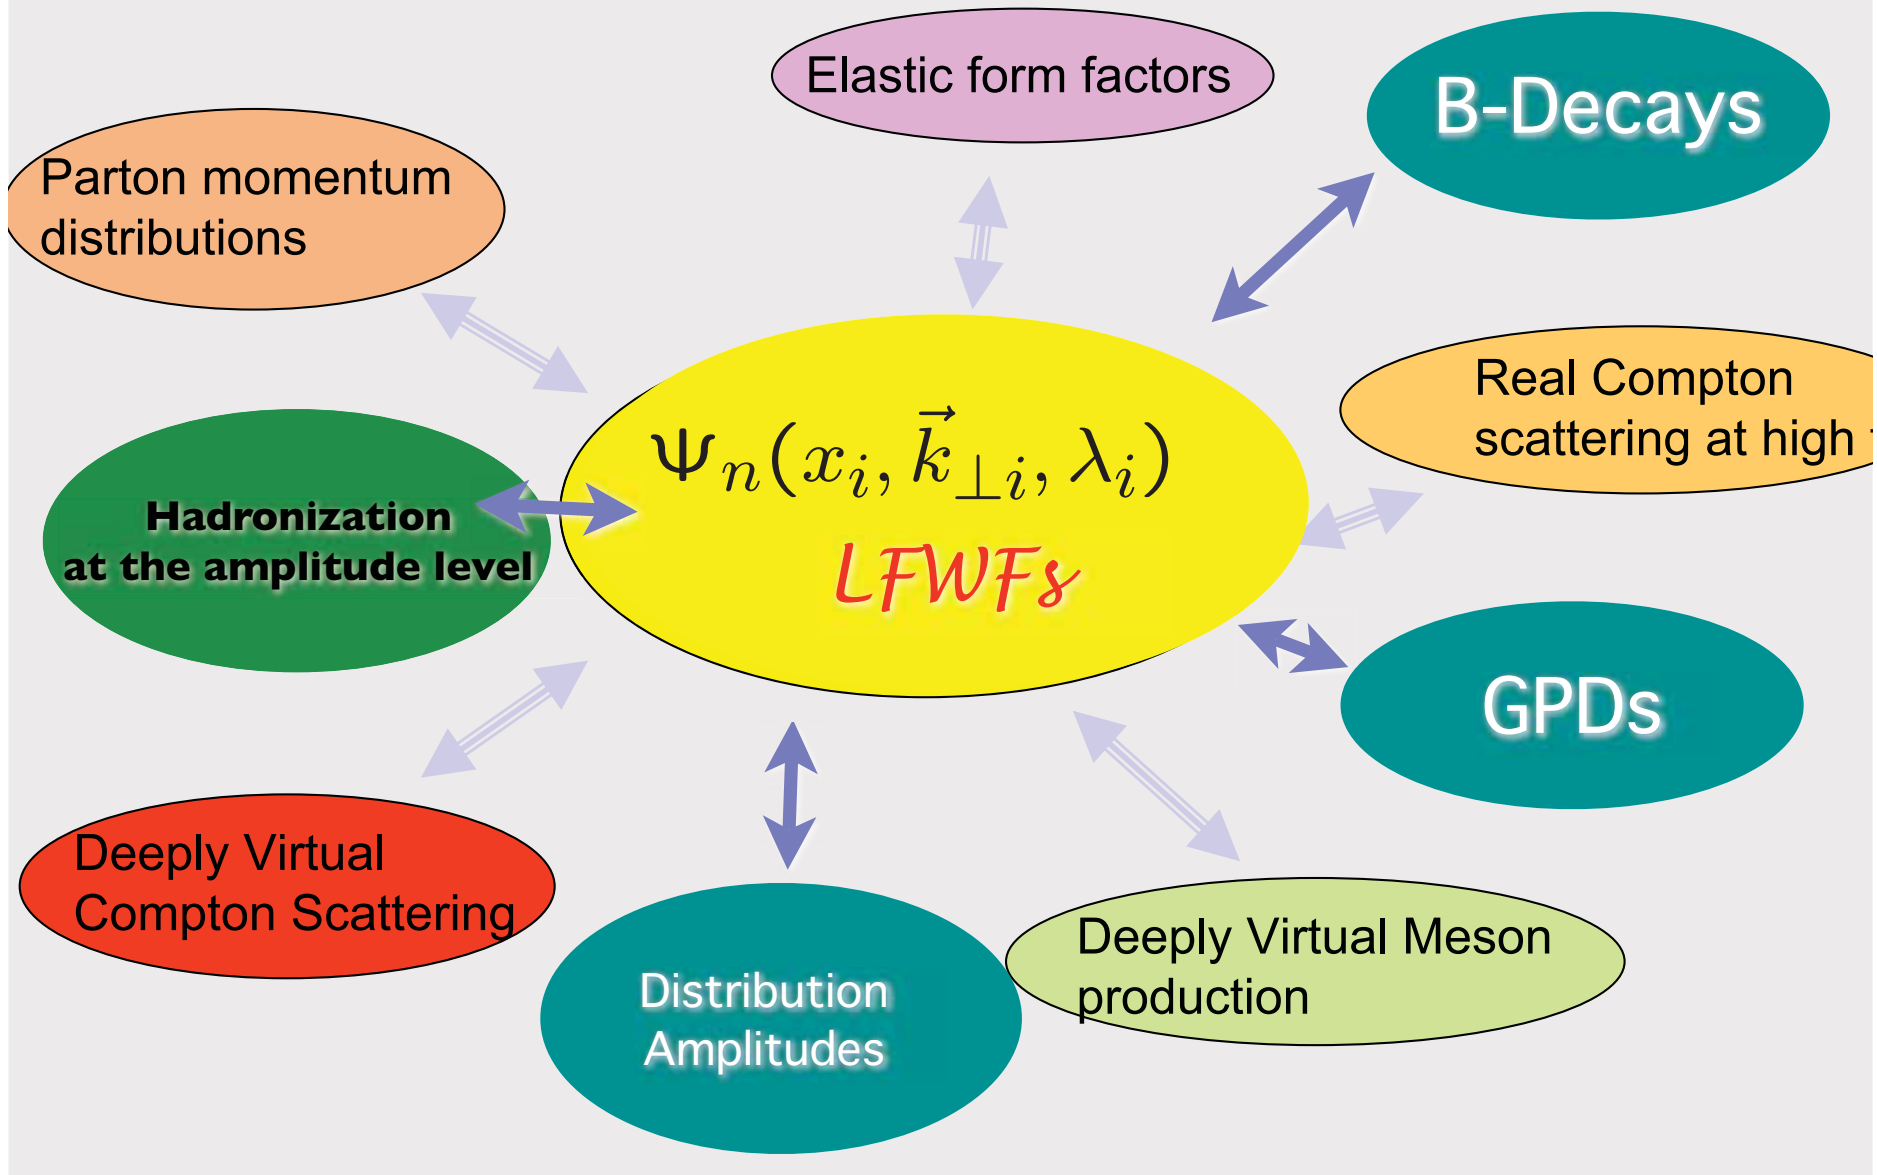 Elastic form factors
B-Decays
Parton momentum
distributions
Real Compton
scattering at high
Ψₙ(xᵢ, k⃗⊥ᵢ, λᵢ)
LFWFs
Hadronization
at the amplitude level
GPDs
Deeply Virtual
Compton Scattering
Distribution
Amplitudes
Deeply Virtual Meson
production